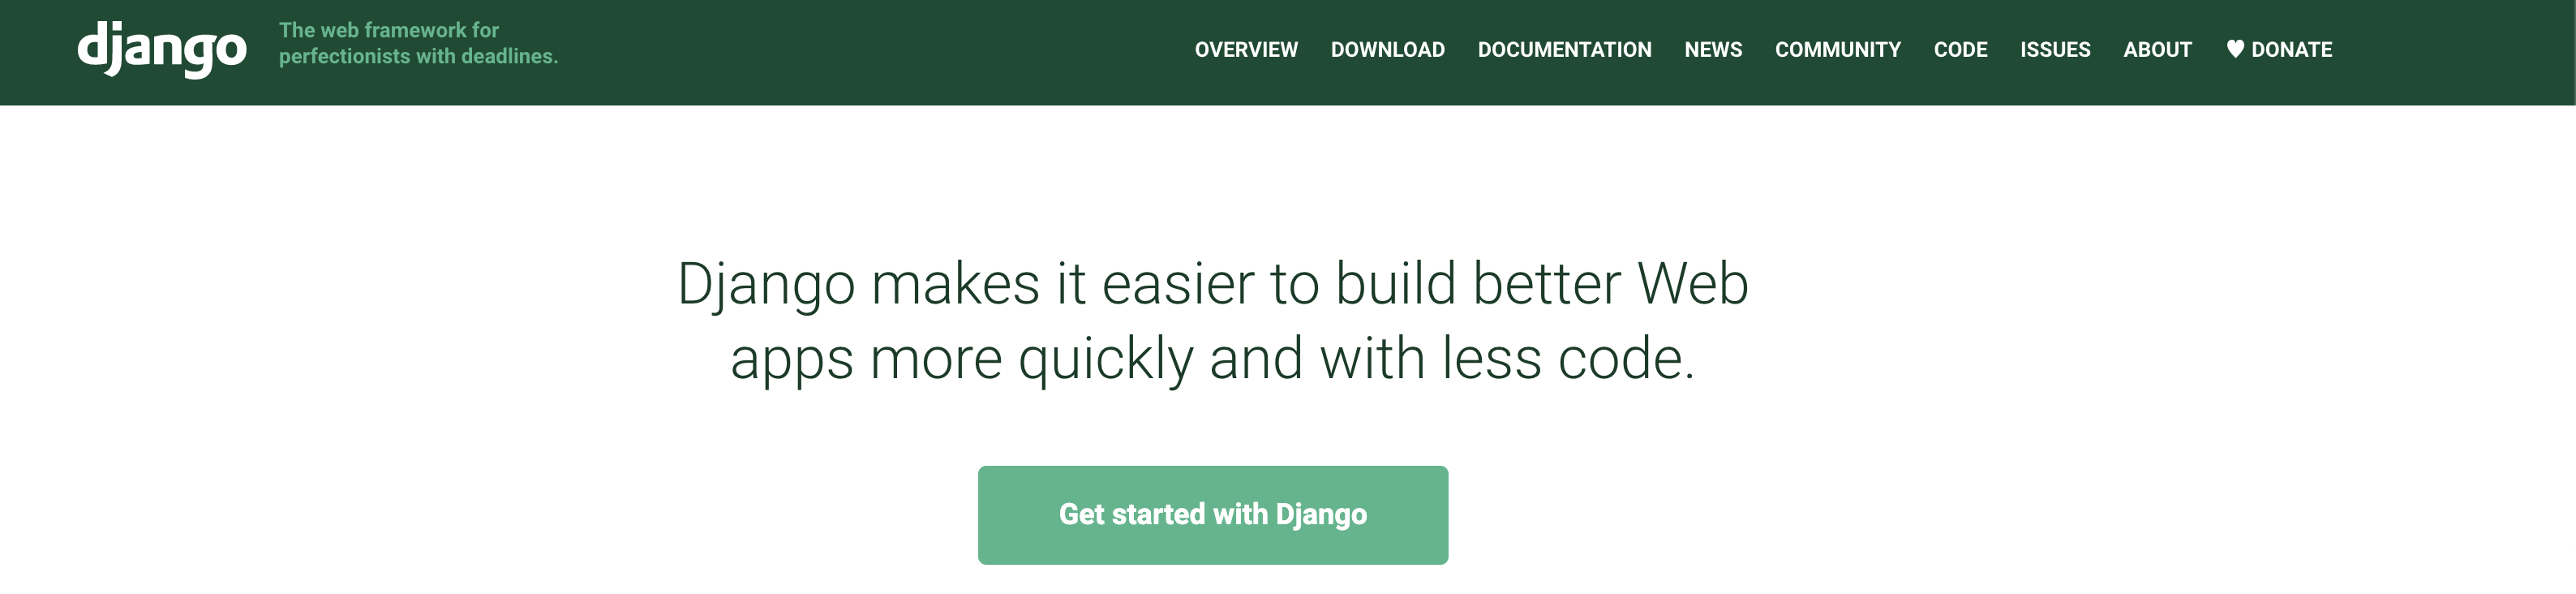 django
The web framework for
perfectionists with deadlines.
OVERVIEW DOWNLOAD DOCUMENTATION NEWS COMMUNITY CODE ISSUES ABOUT ♥ DONATE
Django makes it easier to build better Web
apps more quickly and with less code.
Get started with Django